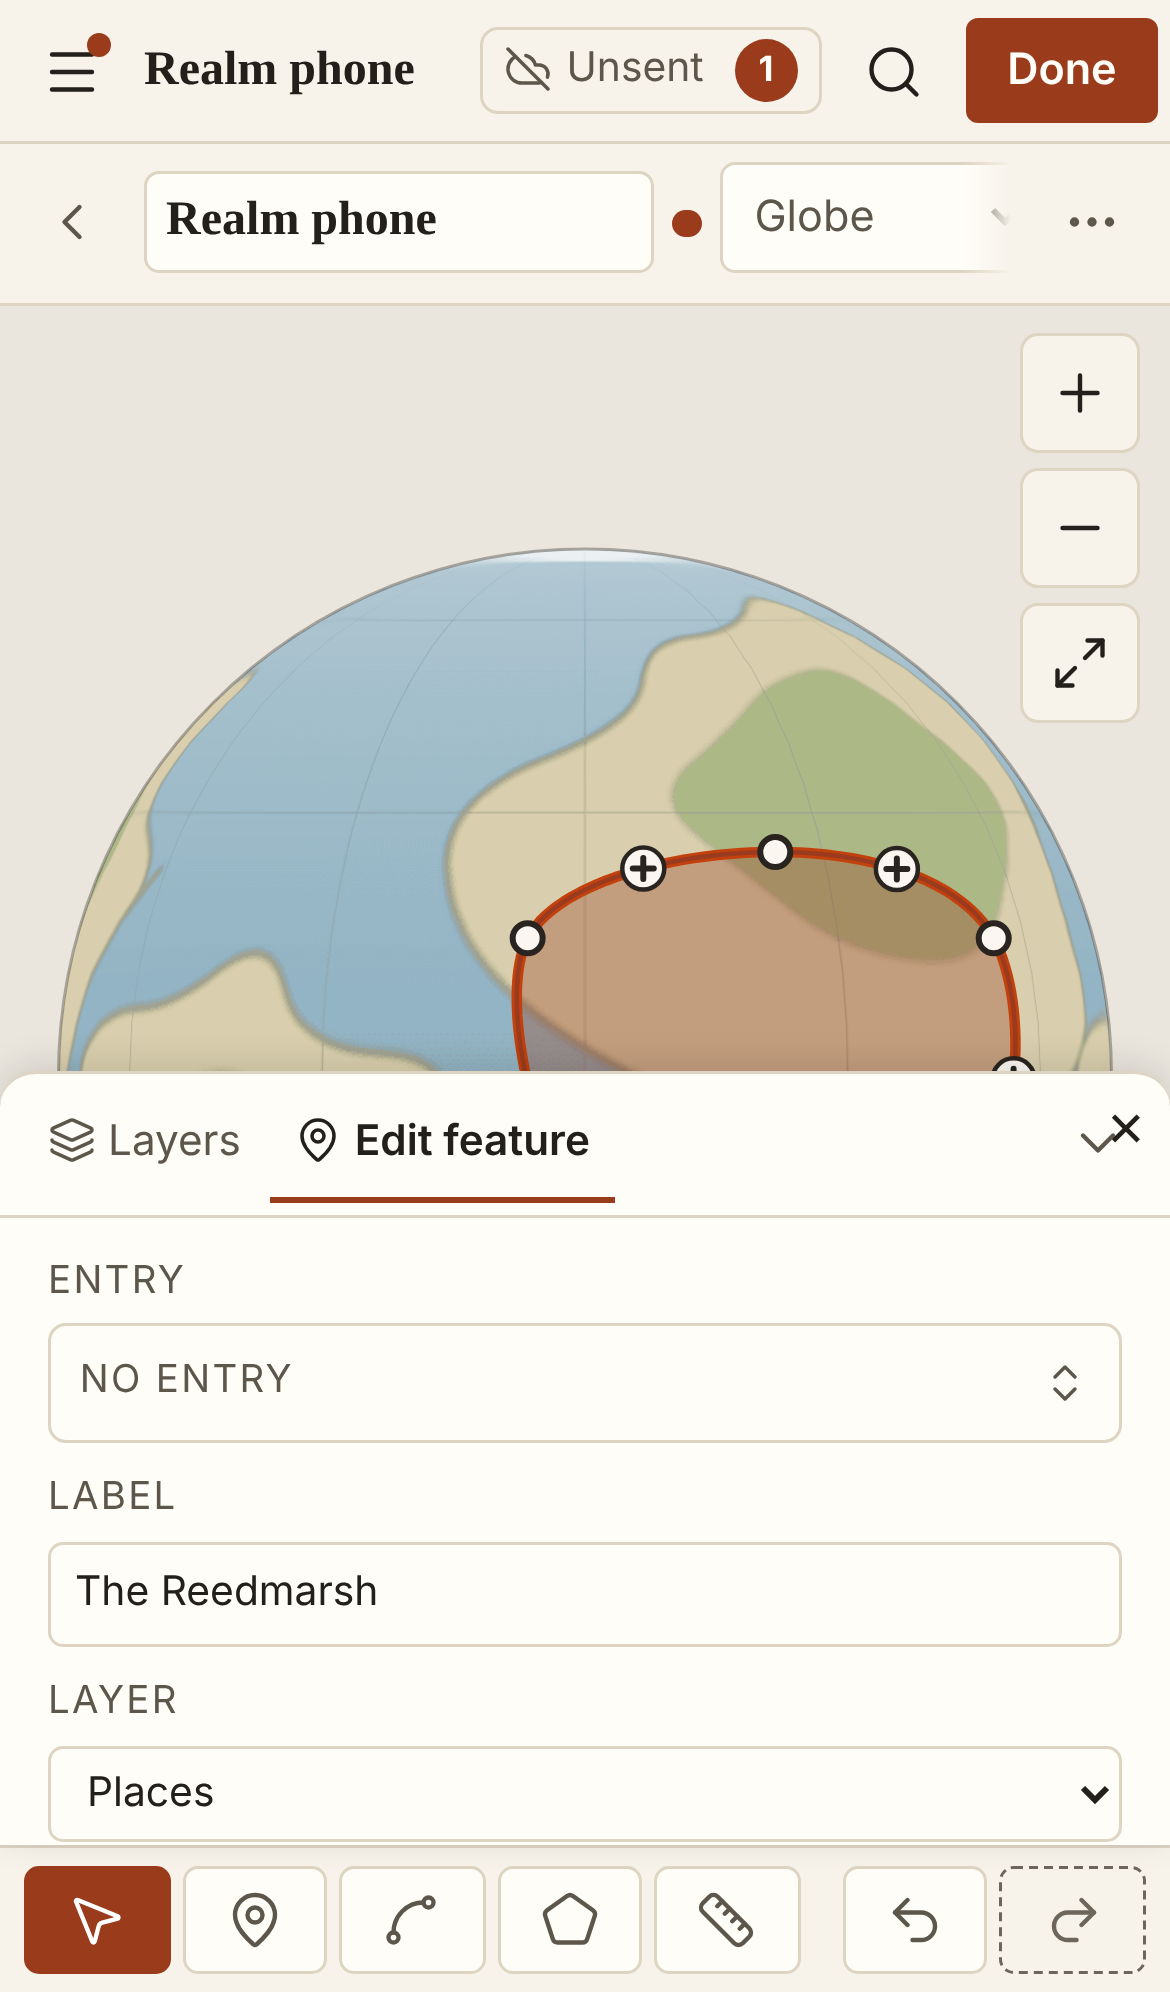 Realm phone
Unsent 1
Done
Realm phone
Globe
Layers
Edit feature
ENTRY
NO ENTRY
LABEL
The Reedmarsh
LAYER
Places